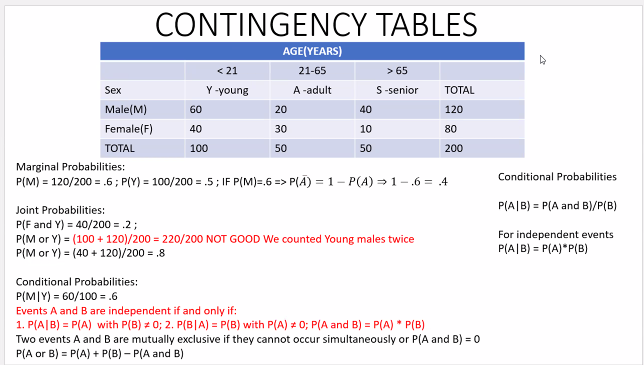 CONTINGENCY TABLES
AGE(YEARS)
< 21 21-65 > 65
Sex Y -young A -adult S -senior TOTAL
Male(M) 60 20 40 120
Female(F) 40 30 10 80
TOTAL 100 50 50 200
Marginal Probabilities:
P(M) = 120/200 = .6 ; P(Y) = 100/200 = .5 ; IF P(M)=.6 => P(Ā) = 1 − P(A) ⇒ 1 − .6 = .4
Joint Probabilities:
P(F and Y) = 40/200 = .2 ;
P(M or Y) = (100 + 120)/200 = 220/200 NOT GOOD We counted Young males twice
P(M or Y) = (40 + 120)/200 = .8
Conditional Probabilities:
P(M|Y) = 60/100 = .6
Events A and B are independent if and only if:
1. P(A|B) = P(A) with P(B) ≠ 0; 2. P(B|A) = P(B) with P(A) ≠ 0; P(A and B) = P(A) * P(B)
Two events A and B are mutually exclusive if they cannot occur simultaneously or P(A and B) = 0
P(A or B) = P(A) + P(B) – P(A and B)
Conditional Probabilities
P(A|B) = P(A and B)/P(B)
For independent events
P(A|B) = P(A)*P(B)